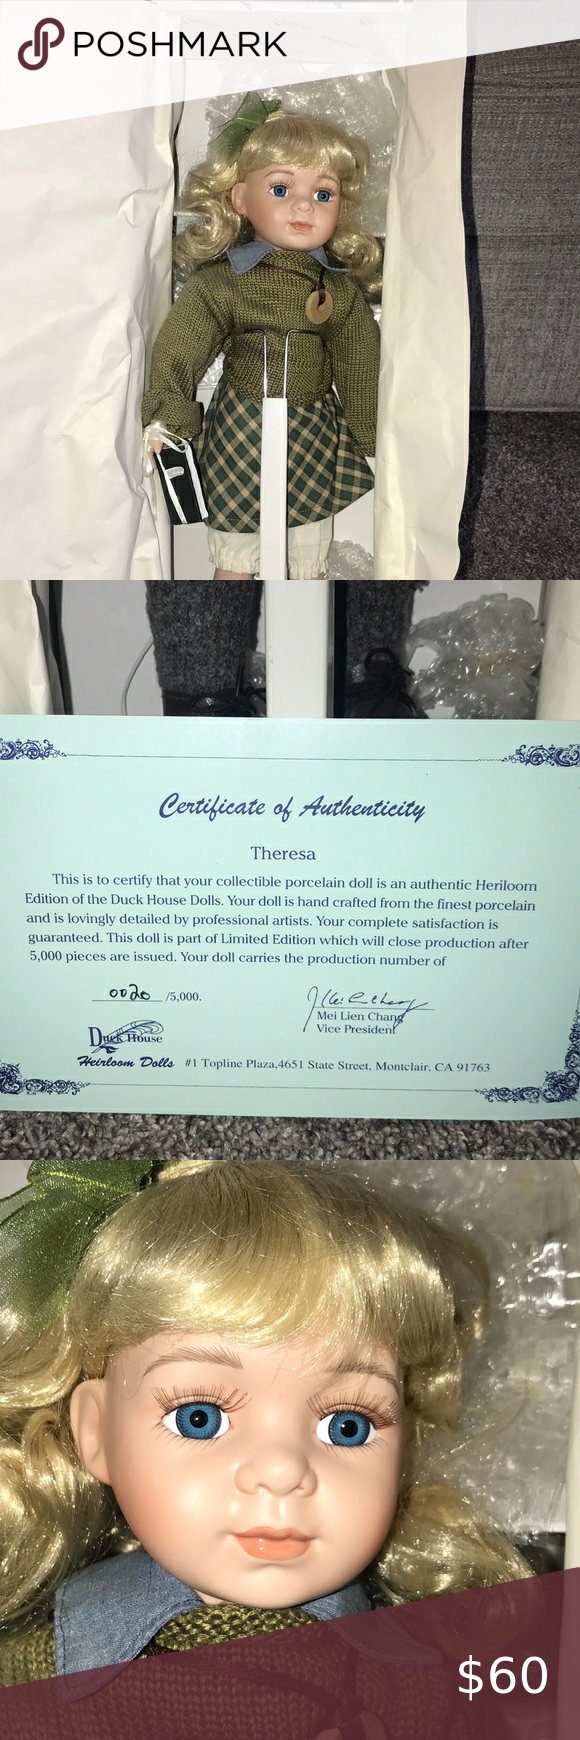 POSHMARK
Certificate of Authenticity
Theresa
This is to certify that your collectible porcelain doll is an authentic Heriloom
Edition of the Duck House Dolls. Your doll is hand crafted from the finest porcelain
and is lovingly detailed by professional artists. Your complete satisfaction is
guaranteed. This doll is part of Limited Edition which will close production after
5,000 pieces are issued. Your doll carries the production number of
0020 /5,000.
Mei Lien Chang
Vice President
Duck House
Heirloom Dolls #1 Topline Plaza,4651 State Street, Montclair, CA 91763
$60